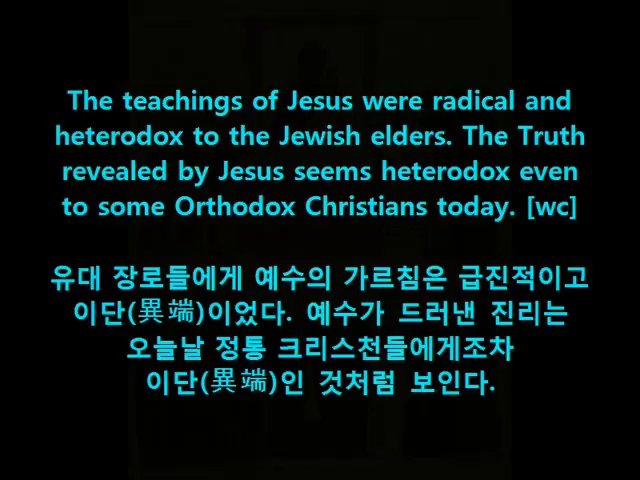 The teachings of Jesus were radical and
heterodox to the Jewish elders. The Truth
revealed by Jesus seems heterodox even
to some Orthodox Christians today. [wc]
유대 장로들에게 예수의 가르침은 급진적이고
이단(異端)이었다. 예수가 드러낸 진리는
오늘날 정통 크리스천들에게조차
이단(異端)인 것처럼 보인다.